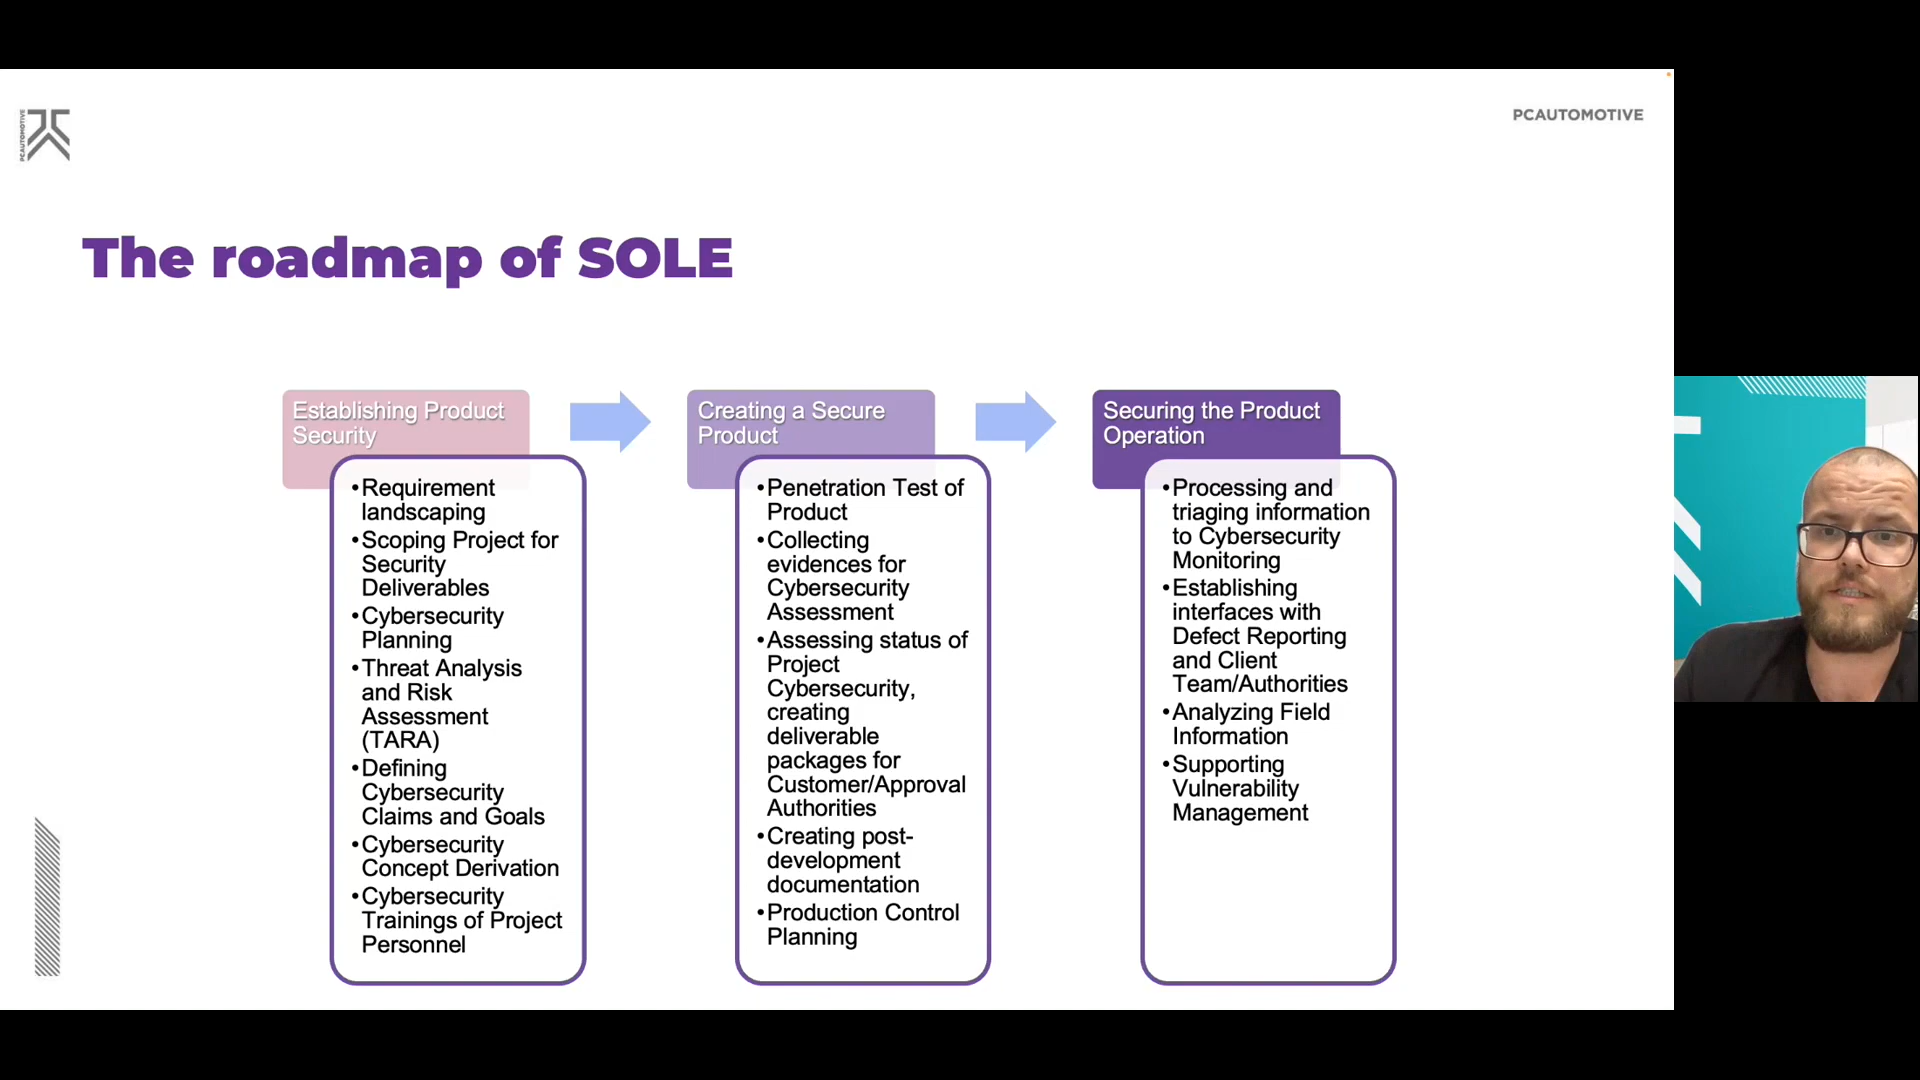 PCAUTOMOTIVE
PCAUTOMOTIVE
The roadmap of SOLE
Establishing Product
Security
•Requirement
landscaping
•Scoping Project for
Security
Deliverables
•Cybersecurity
Planning
•Threat Analysis
and Risk
Assessment
(TARA)
•Defining
Cybersecurity
Claims and Goals
•Cybersecurity
Concept Derivation
•Cybersecurity
Trainings of Project
Personnel
Creating a Secure
Product
•Penetration Test of
Product
•Collecting
evidences for
Cybersecurity
Assessment
•Assessing status of
Project
Cybersecurity,
creating
deliverable
packages for
Customer/Approval
Authorities
•Creating post-
development
documentation
•Production Control
Planning
Securing the Product
Operation
•Processing and
triaging information
to Cybersecurity
Monitoring
•Establishing
interfaces with
Defect Reporting
and Client
Team/Authorities
•Analyzing Field
Information
•Supporting
Vulnerability
Management